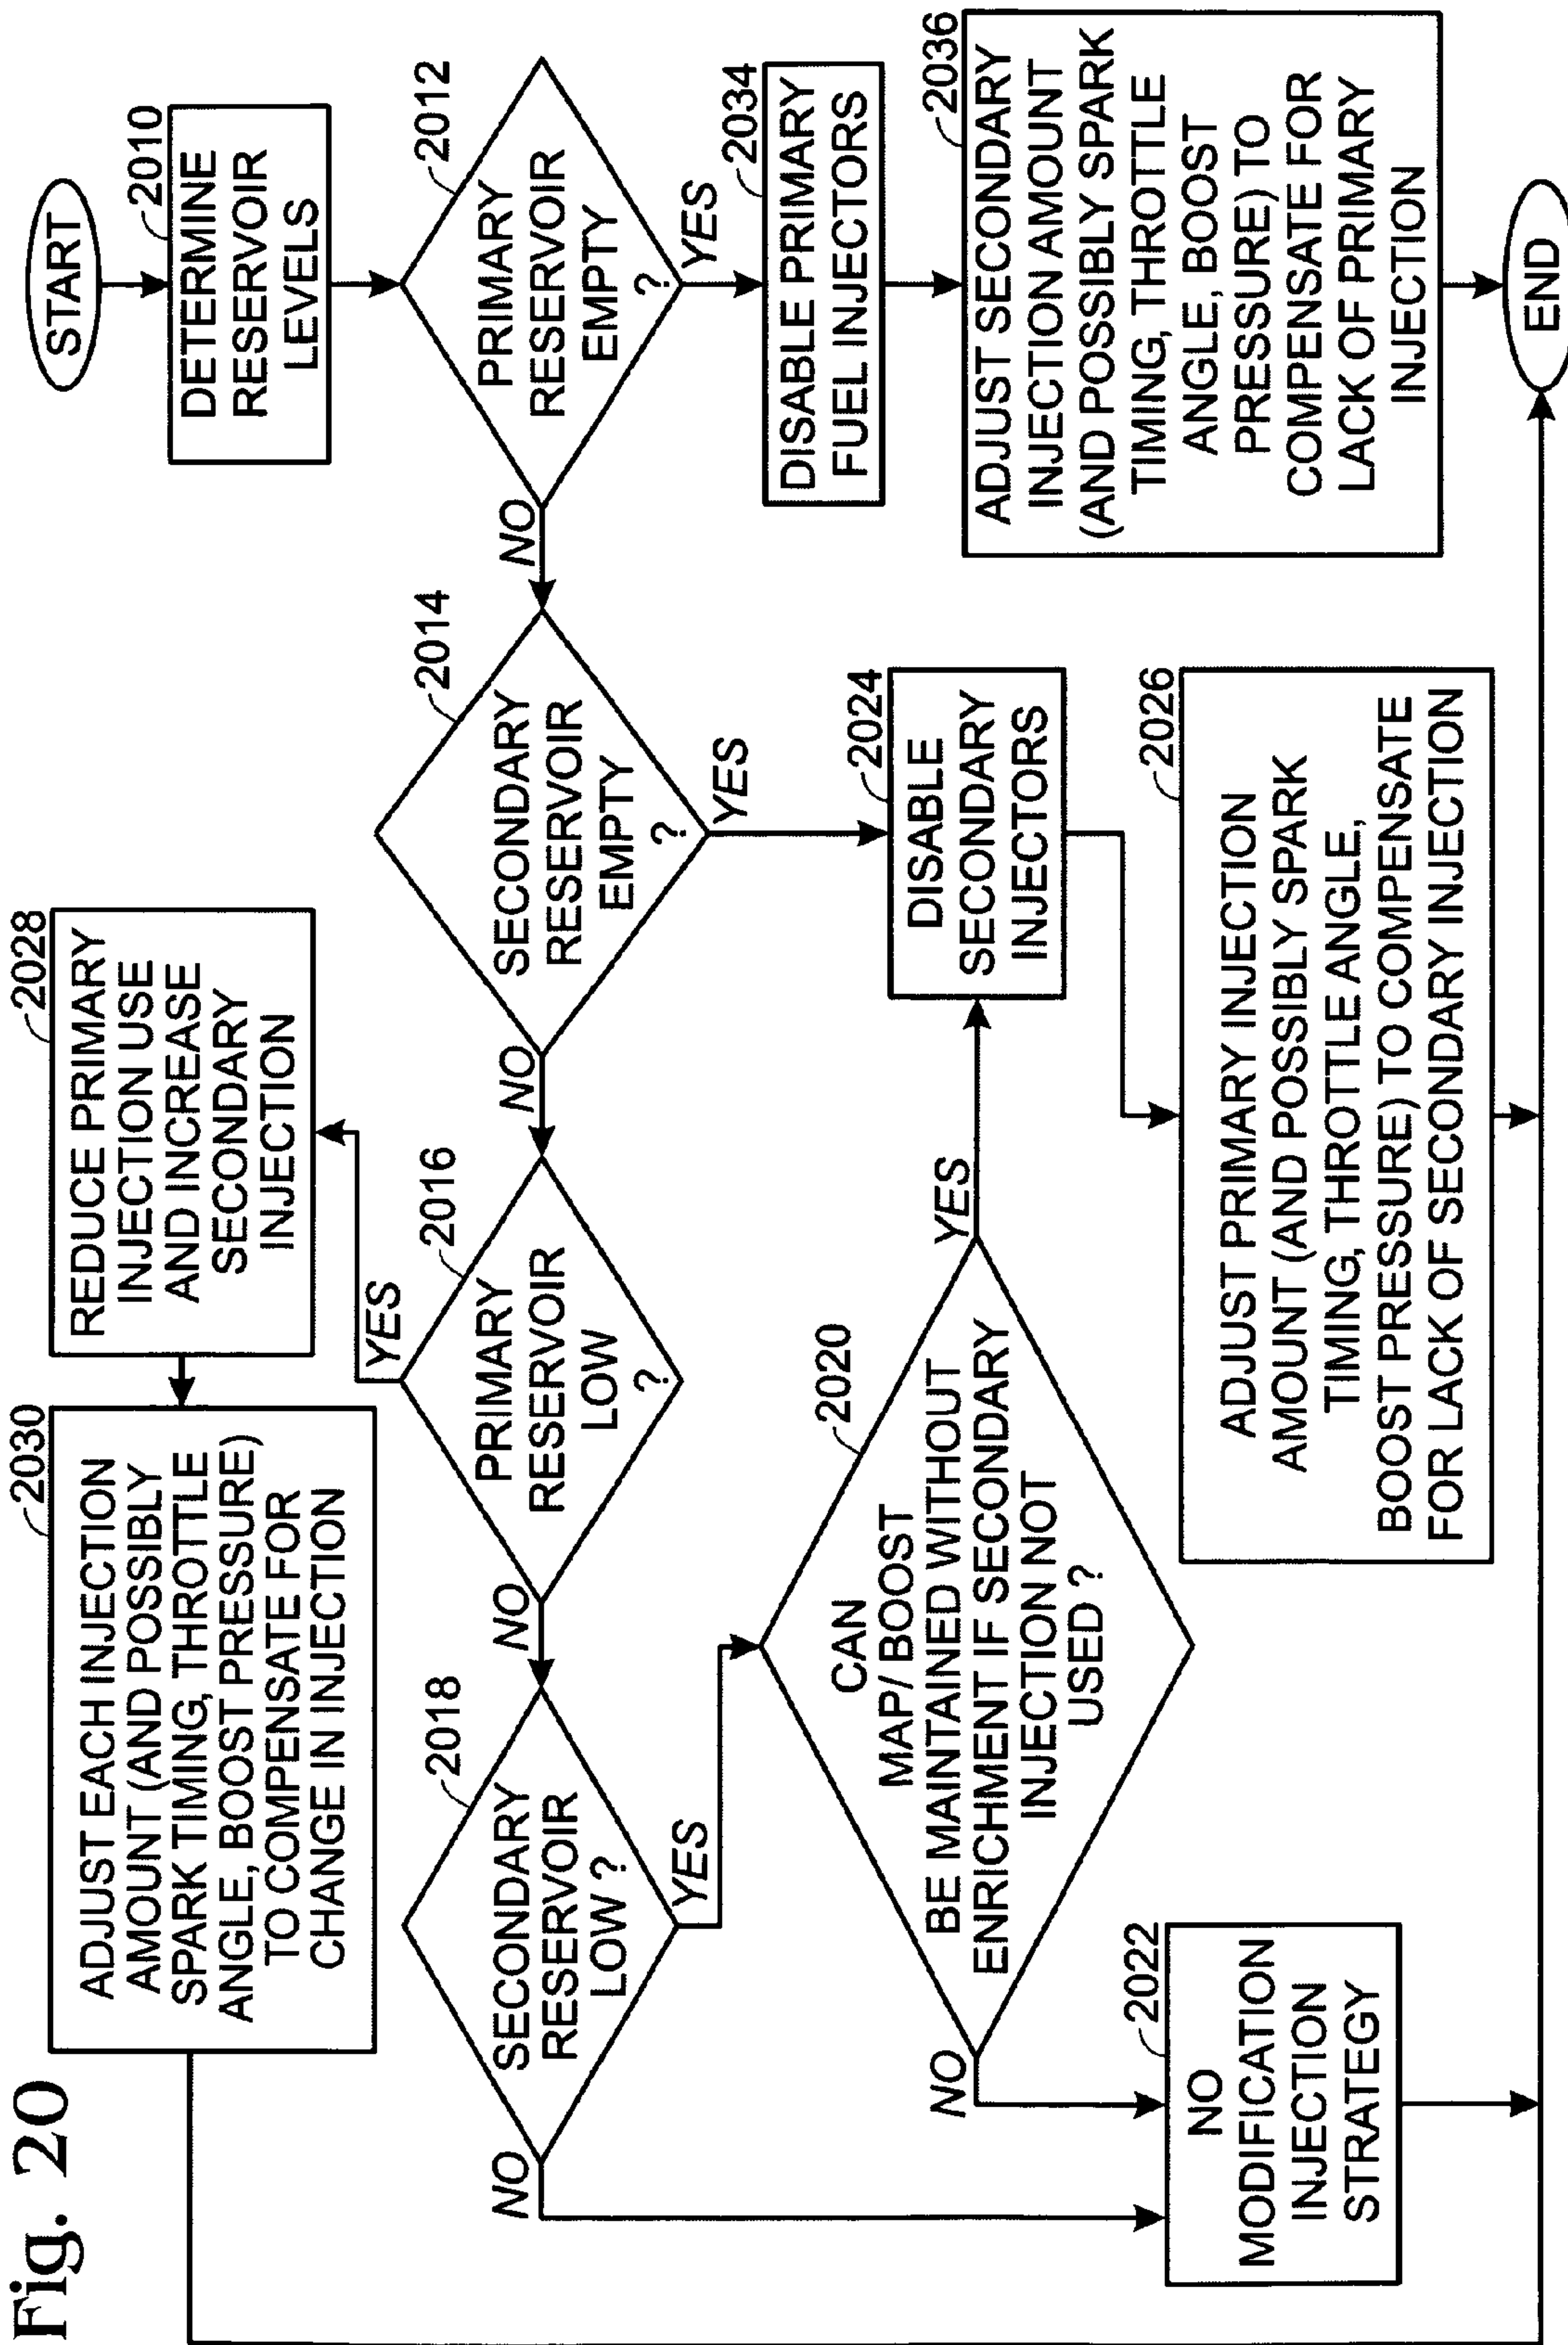 Fig. 20
START
2010
DETERMINE
RESERVOIR
LEVELS
2012
PRIMARY
RESERVOIR
EMPTY
?
YES
NO
2034
DISABLE PRIMARY
FUEL INJECTORS
2036
ADJUST SECONDARY
INJECTION AMOUNT
(AND POSSIBLY SPARK
TIMING, THROTTLE
ANGLE, BOOST
PRESSURE) TO
COMPENSATE FOR
LACK OF PRIMARY
INJECTION
END
2014
SECONDARY
RESERVOIR
EMPTY
?
YES
NO
2024
DISABLE
SECONDARY
INJECTORS
2026
ADJUST PRIMARY INJECTION
AMOUNT (AND POSSIBLY SPARK
TIMING, THROTTLE ANGLE,
BOOST PRESSURE) TO COMPENSATE
FOR LACK OF SECONDARY INJECTION
2016
PRIMARY
RESERVOIR
LOW
?
YES
NO
2028
REDUCE PRIMARY
INJECTION USE
AND INCREASE
SECONDARY
INJECTION
2030
ADJUST EACH INJECTION
AMOUNT (AND POSSIBLY
SPARK TIMING, THROTTLE
ANGLE, BOOST PRESSURE)
TO COMPENSATE FOR
CHANGE IN INJECTION
2018
SECONDARY
RESERVOIR
LOW ?
YES
NO
2020
CAN
MAP/ BOOST
BE MAINTAINED WITHOUT
ENRICHMENT IF SECONDARY
INJECTION NOT
USED ?
YES
NO
2022
NO
MODIFICATION
INJECTION
STRATEGY